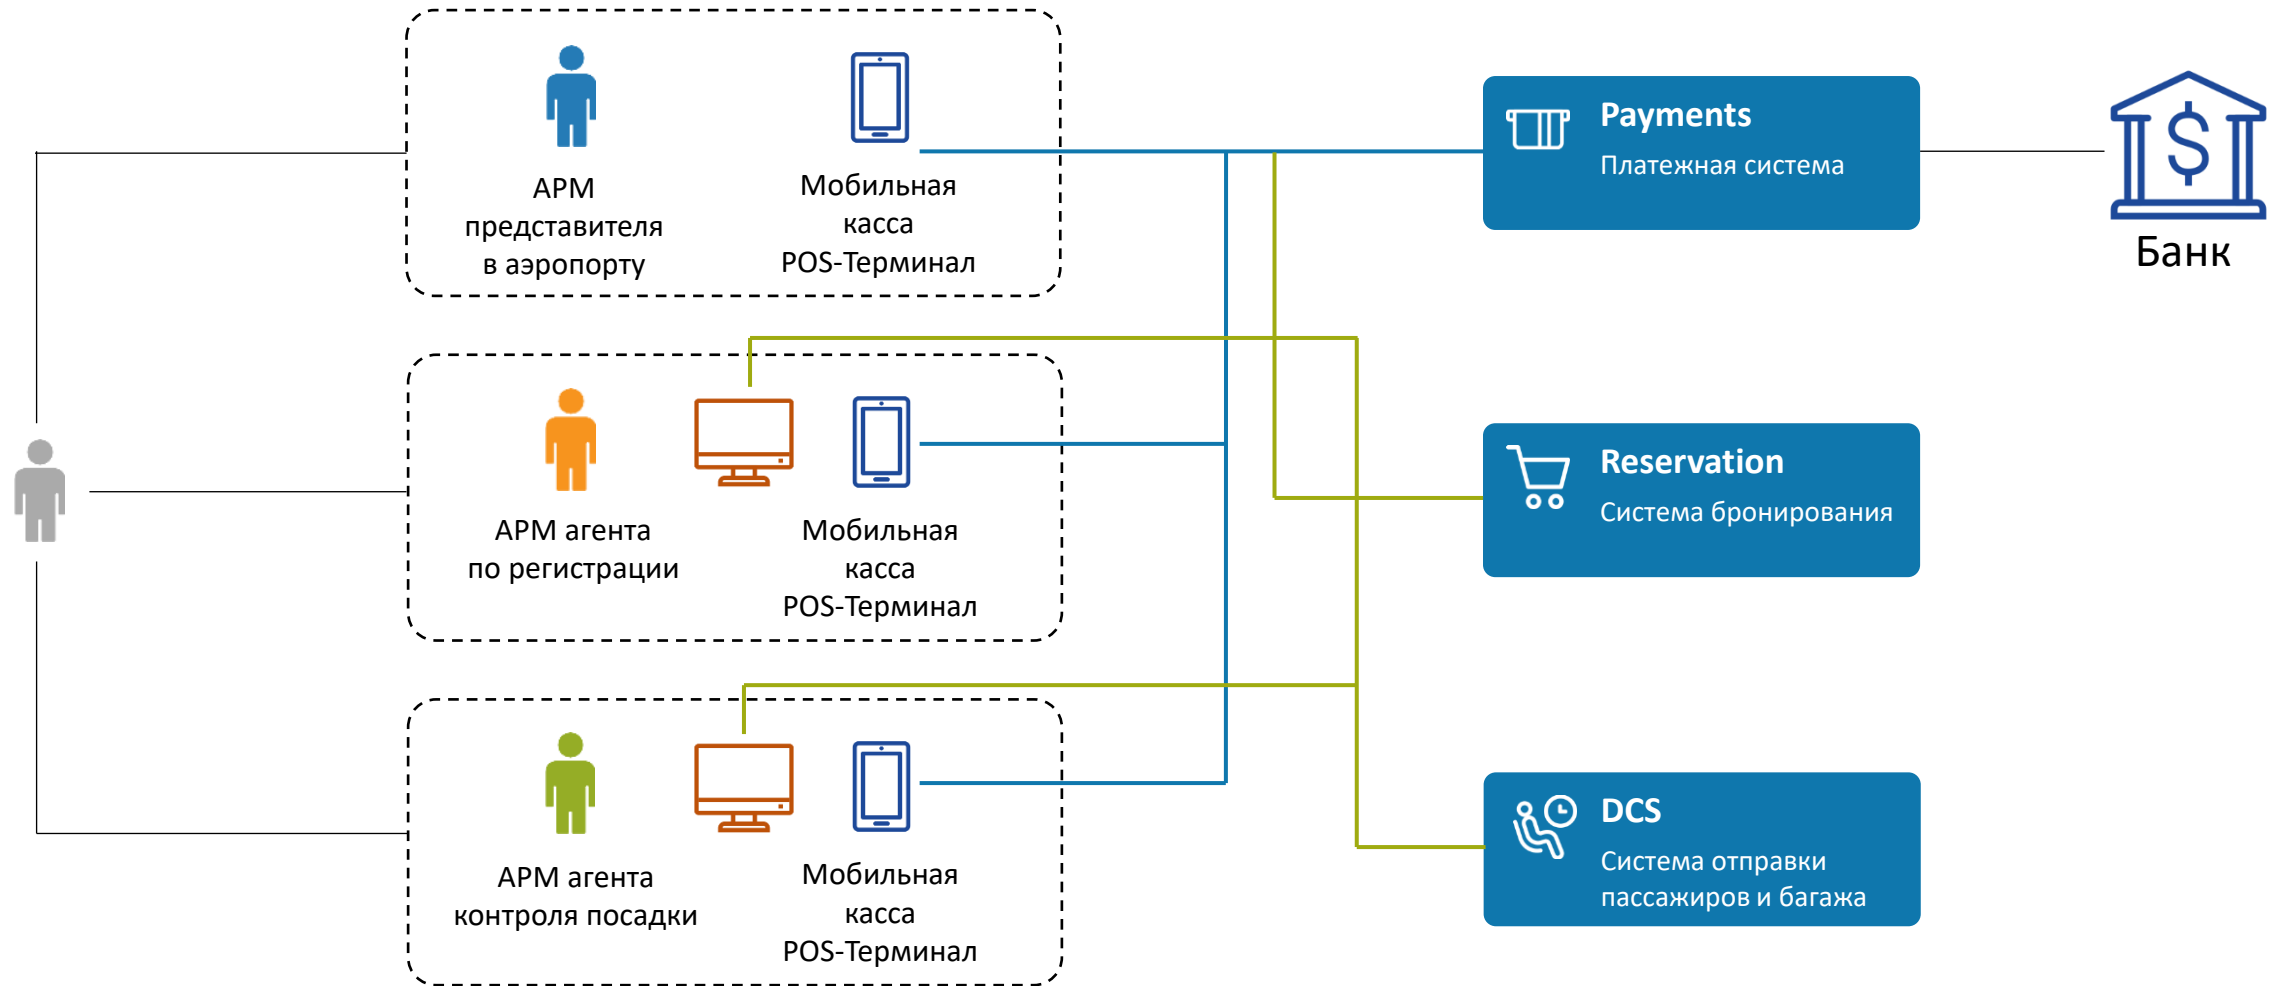 АРМ
представителя
в аэропорту
Мобильная
касса
POS-Терминал
Payments
Платежная система
Банк
АРМ агента
по регистрации
Мобильная
касса
POS-Терминал
Reservation
Система бронирования
АРМ агента
контроля посадки
Мобильная
касса
POS-Терминал
DCS
Система отправки
пассажиров и багажа